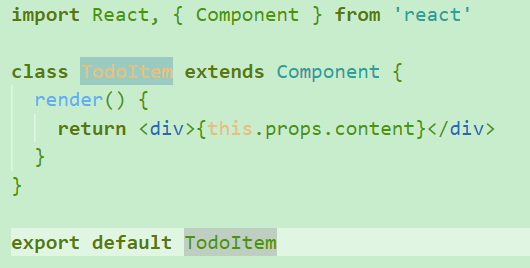 import React, { Component } from 'react'
class TodoItem extends Component {
render() {
return <div>{this.props.content}</div>
}
}
export default TodoItem